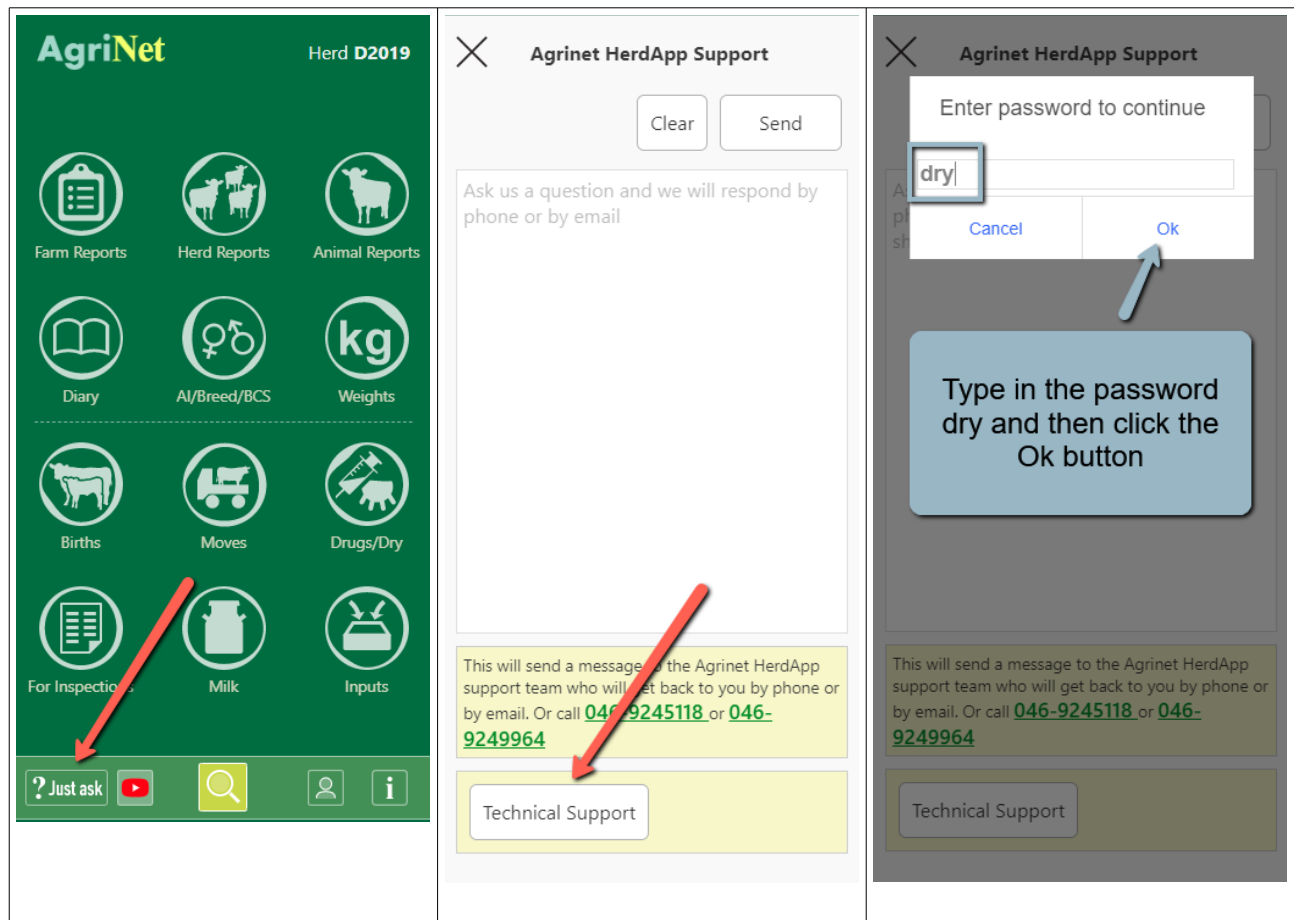 AgriNet
Herd D2019
Farm Reports
Herd Reports
Animal Reports
Diary
AI/Breed/BCS
kg
Weights
Births
Moves
Drugs/Dry
For Inspections
Milk
Inputs
? Just ask
i
Agrinet HerdApp Support
Clear
Send
Ask us a question and we will respond by
phone or by email
This will send a message to the Agrinet HerdApp
support team who will get back to you by phone or
by email. Or call 046-9245118 or 046-
9249964
Technical Support
Agrinet HerdApp Support
Enter password to continue
dry
Cancel
Ok
Type in the password
dry and then click the
Ok button
This will send a message to the Agrinet HerdApp
support team who will get back to you by phone or
by email. Or call 046-9245118 or 046-
9249964
Technical Support